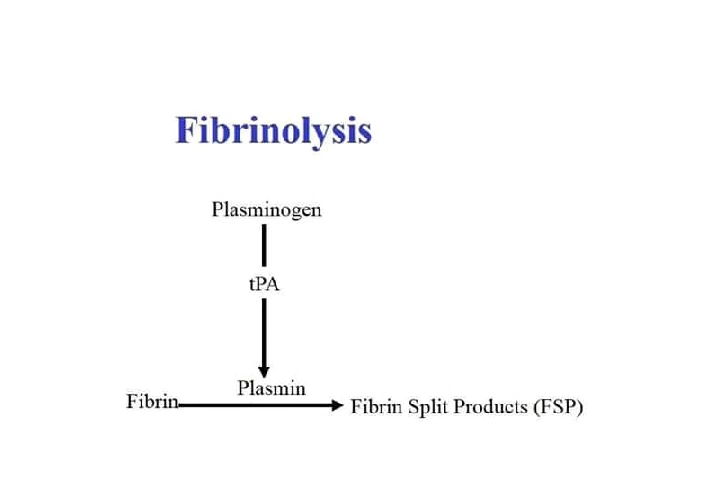 Fibrinolysis
Plasminogen
tPA
Plasmin
Fibrin
Fibrin Split Products (FSP)